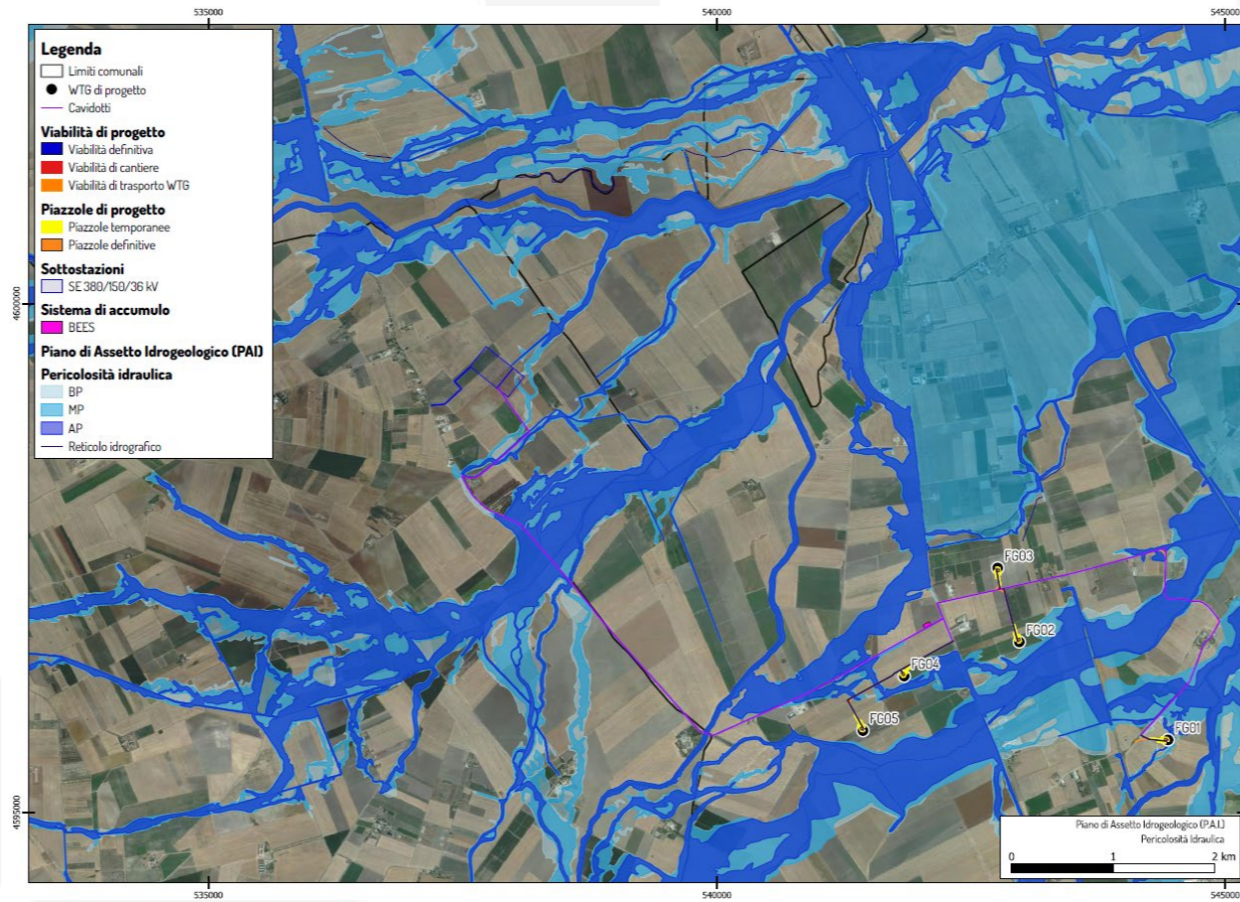 535000
540000
545000
Legenda
Limiti comunali
WTG di progetto
Cavidotti
Viabilità di progetto
Viabilità definitiva
Viabilità di cantiere
Viabilità di trasporto WTG
Piazzole di progetto
Piazzole temporanee
Piazzole definitive
Sottostazioni
SE 380/150/36 kV
Sistema di accumulo
BEES
Piano di Assetto Idrogeologico (PAI)
Pericolosità idraulica
BP
MP
AP
Reticolo idrografico
4600000
4600000
FG03
FG02
FG04
FG05
FG01
4595000
4595000
Piano di Assetto Idrogeologico (P.A.I.)
Pericolosità Idraulica
0 1 2 km
535000
540000
545000